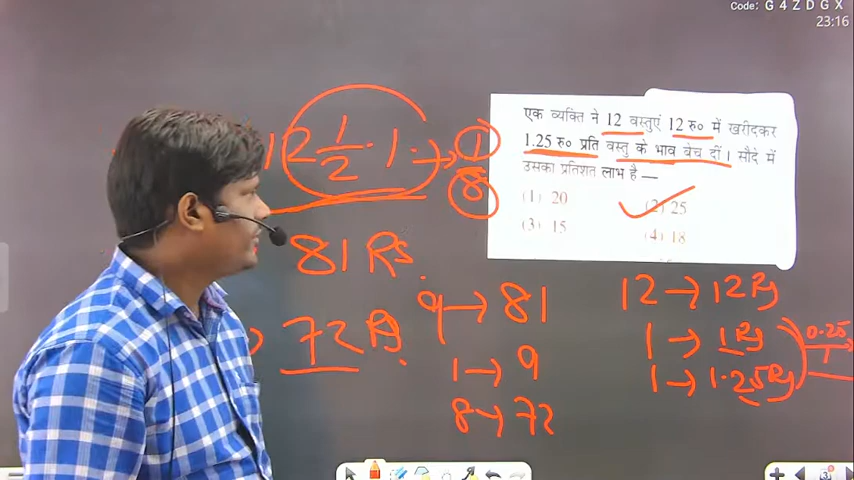 Code: G 4 Z D G X
23:16
एक व्यक्ति ने 12 वस्तुएं 12 रु० में खरीदकर
1.25 रु० प्रति वस्तु के भाव बेच दीं। सौदे में
उसका प्रतिशत लाभ है —
(1) 20
(2) 25
(3) 15
(4) 18
12 1/2 · 1 · → 1
8
81 Rs.
72 Rs.
9 → 81
1 → 9
8 → 72
12 → 12 Rs
1 → 1 Rs
1 → 1.25 Rs
0.25
1